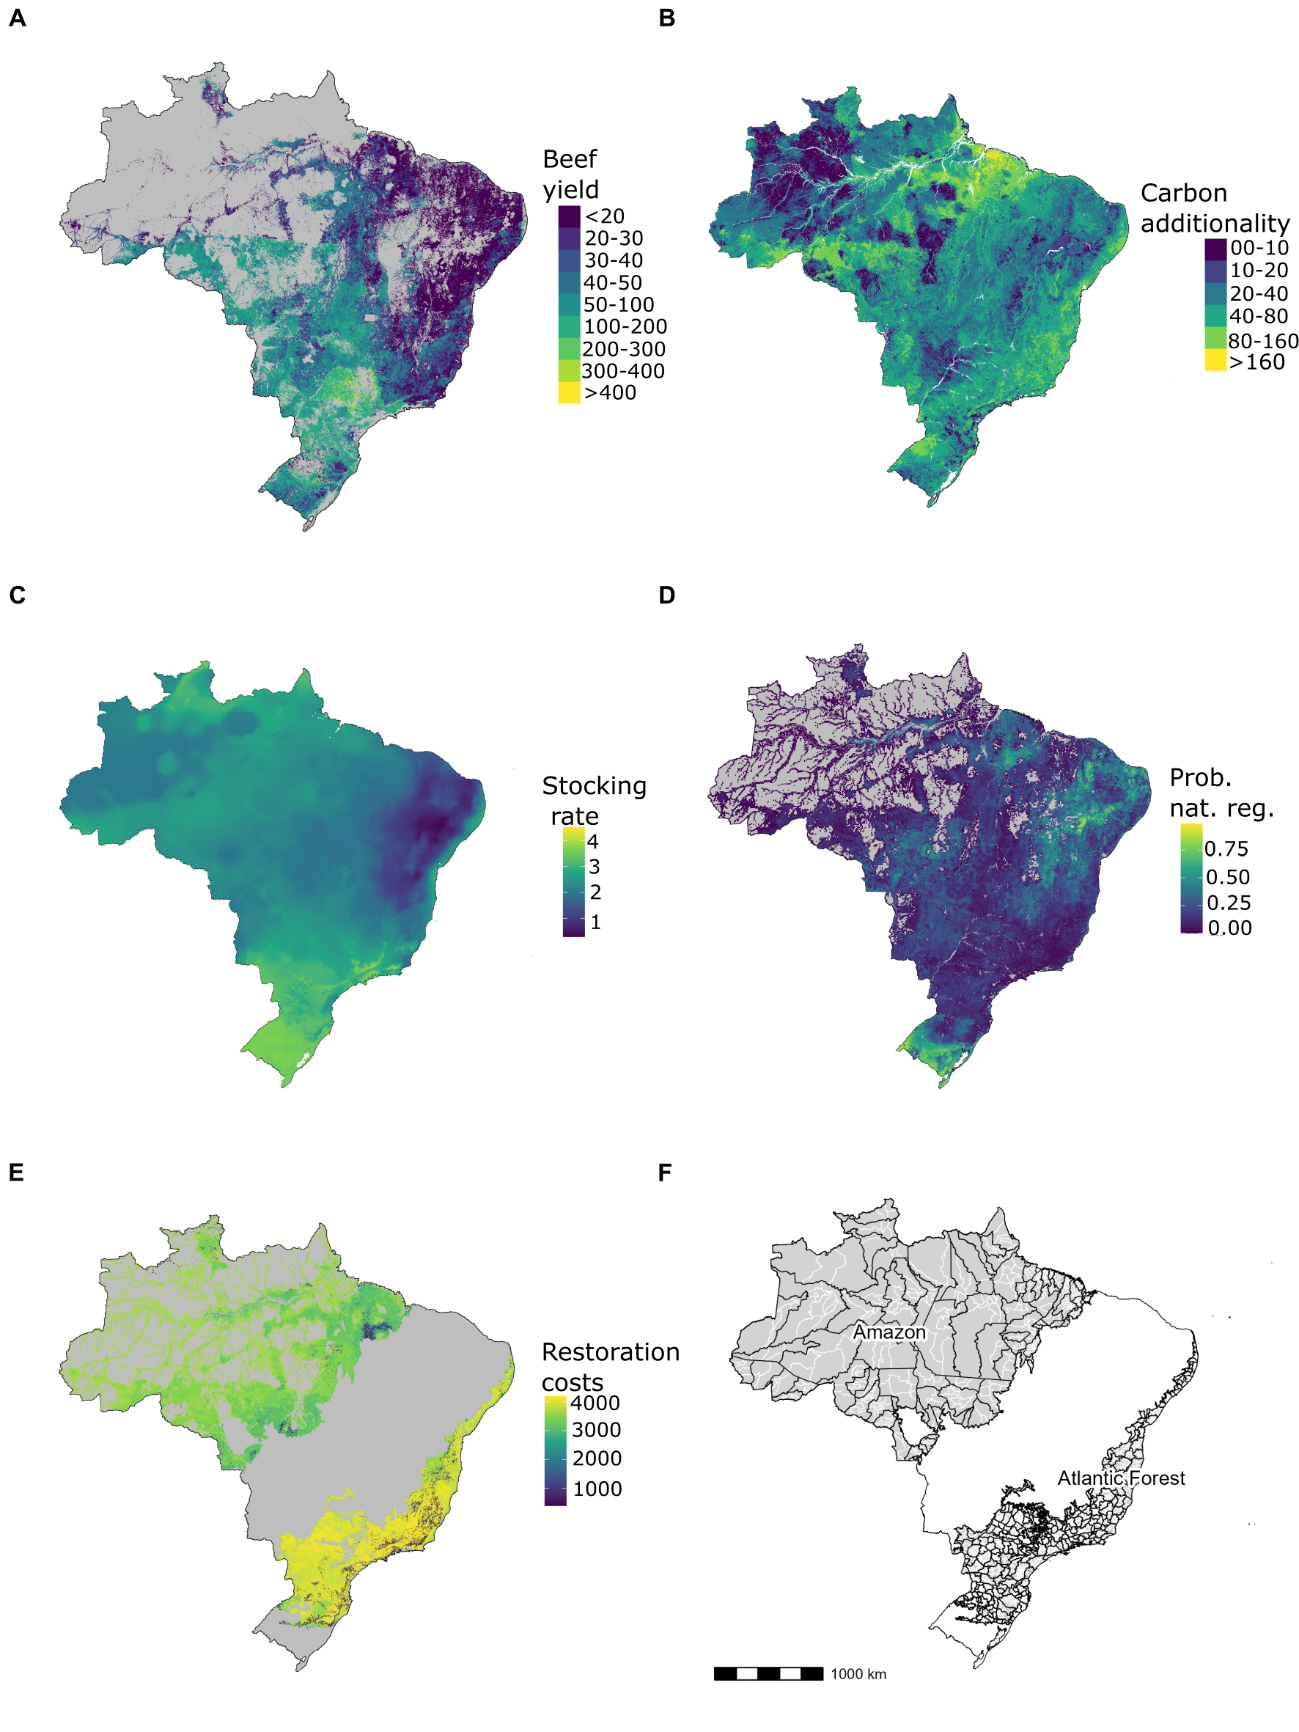 A
B
Beef
yield
<20
20-30
30-40
40-50
50-100
100-200
200-300
300-400
>400
Carbon
additionality
00-10
10-20
20-40
40-80
80-160
>160
C
D
Stocking
rate
4
3
2
1
Prob.
nat. reg.
0.75
0.50
0.25
0.00
E
F
Restoration
costs
4000
3000
2000
1000
Amazon
Atlantic Forest
1000 km